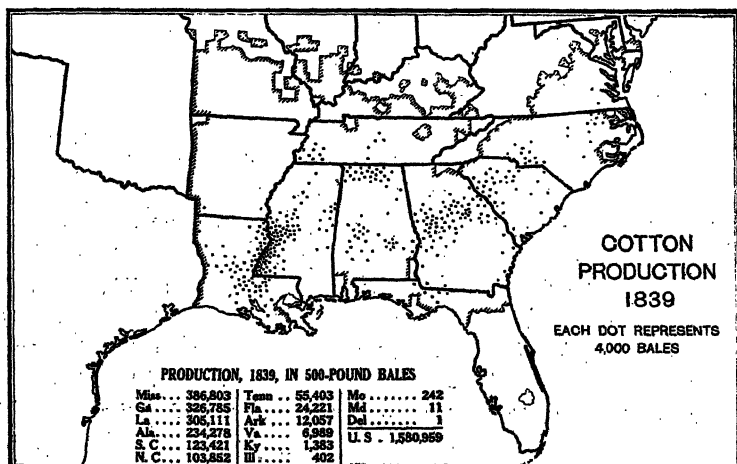 COTTON
PRODUCTION
1839
EACH DOT REPRESENTS
4,000 BALES
PRODUCTION, 1839, IN 500-POUND BALES
Miss... 386,803 Tenn .. 55,403 Mo ........ 242
Ga .... 326,785 Fla .... 24,221 Md ........ 11
La .... 305,111 Ark .... 12,057 Del ........ 1
Ala.... 234,278 Va ..... 6,989 U.S . 1,580,959
S. C ... 123,421 Ky ..... 1,383
N. C ... 103,852 Ill ..... 402